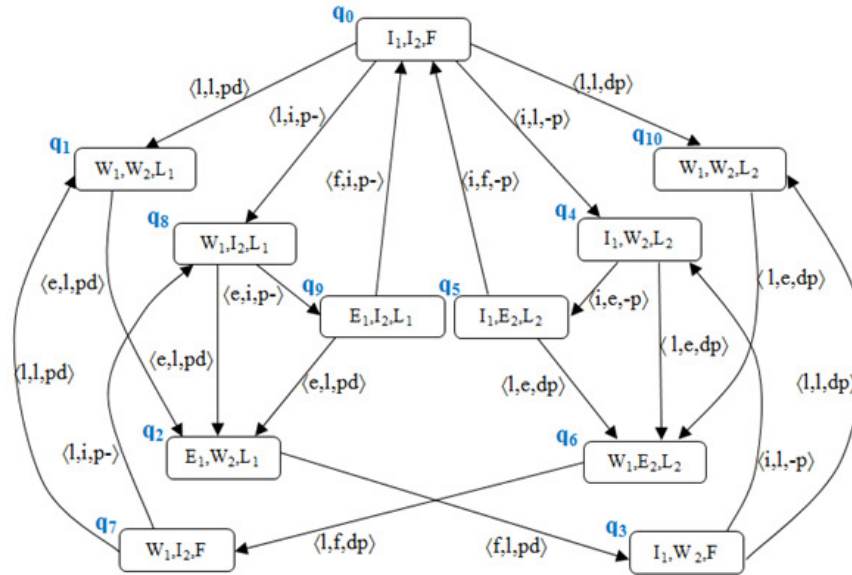 q₀
I₁,I₂,F
⟨l,l,pd⟩
⟨l,i,p-⟩
⟨i,l,-p⟩
⟨l,l,dp⟩
q₁
W₁,W₂,L₁
⟨f,i,p-⟩
⟨i,f,-p⟩
q₁₀
W₁,W₂,L₂
q₈
W₁,I₂,L₁
q₄
I₁,W₂,L₂
⟨e,l,pd⟩
⟨e,i,p-⟩
q₉
E₁,I₂,L₁
q₅
I₁,E₂,L₂
⟨i,e,-p⟩
⟨ l,e,dp⟩
⟨l,l,pd⟩
⟨e,l,pd⟩
⟨e,l,pd⟩
⟨l,e,dp⟩
⟨ l,e,dp⟩
⟨l,l,dp⟩
q₂
E₁,W₂,L₁
q₆
W₁,E₂,L₂
⟨l,i,p-⟩
⟨i,l,-p⟩
q₇
W₁,I₂,F
⟨l,f,dp⟩
⟨f,l,pd⟩
q₃
I₁,W₂,F